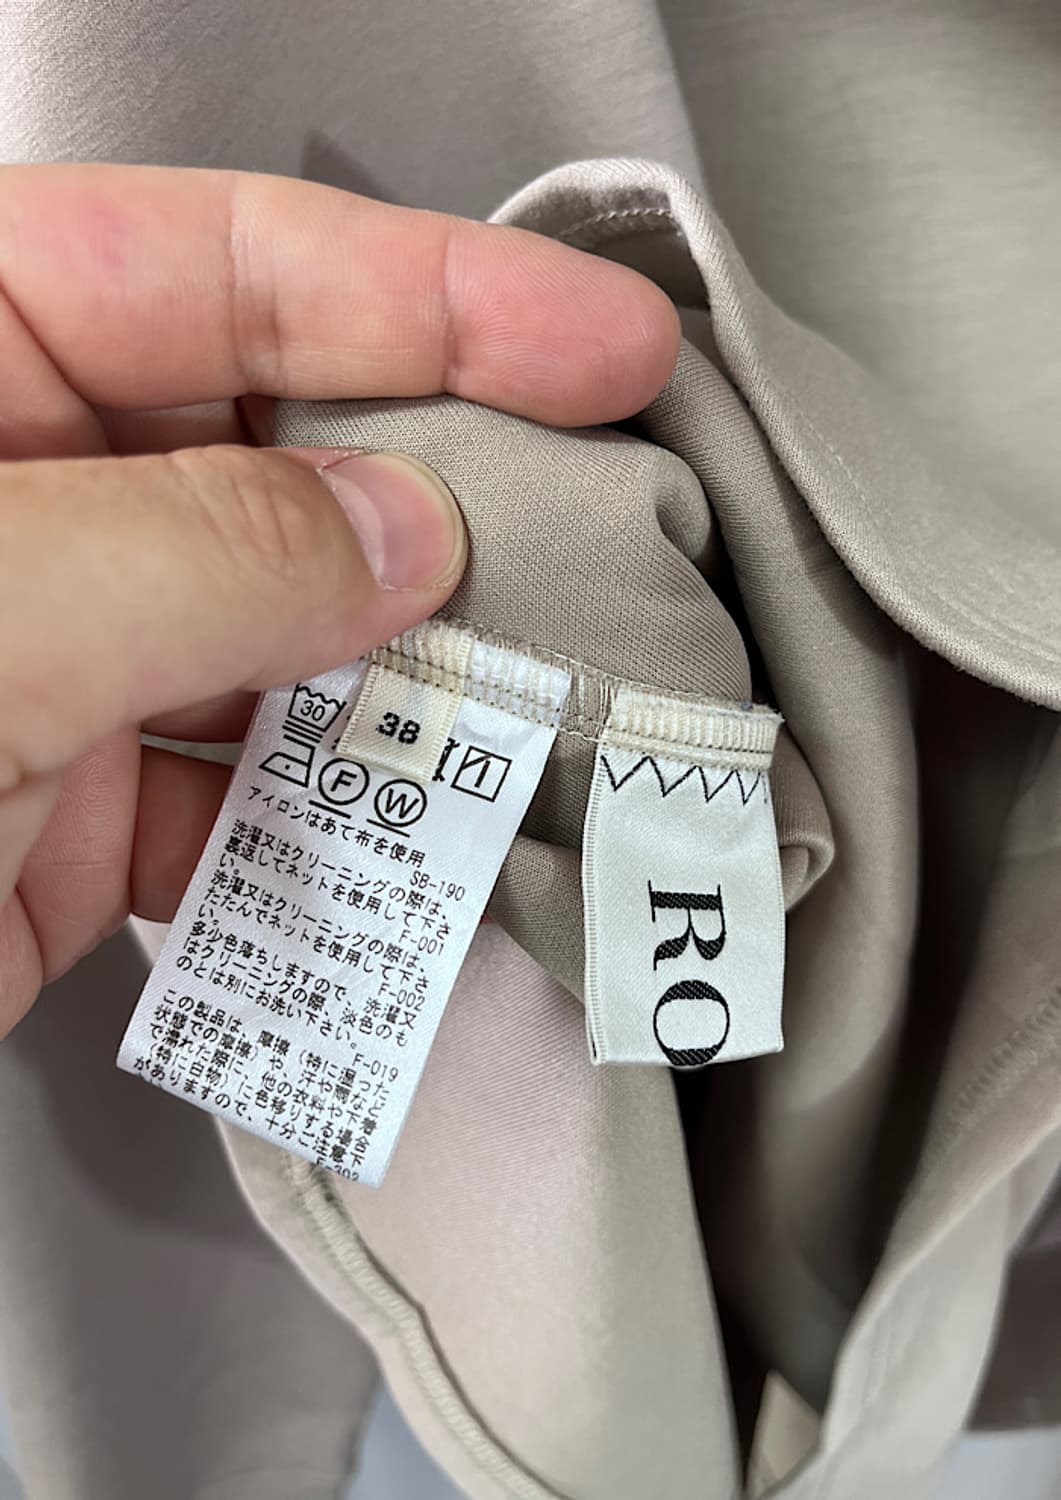 30
38
F W
アイロンはあて布を使用
SB-190
洗濯又はクリーニングの際は、
裏返してネットを使用して下さ
い。
F-001
洗濯又はクリーニングの際は、
たたんでネットを使用して下さ
い。
F-002
多少色落ちしますので、洗濯又
はクリーニングの際、淡色のも
のとは別にお洗い下さい。
F-019
この製品は、摩擦（特に湿った
状態での摩擦）や、汗や雨など
で濡れた際に、他の衣料や下着
（特に白物）に色移りする場合
がありますので、十分ご注意下
F-302
RO